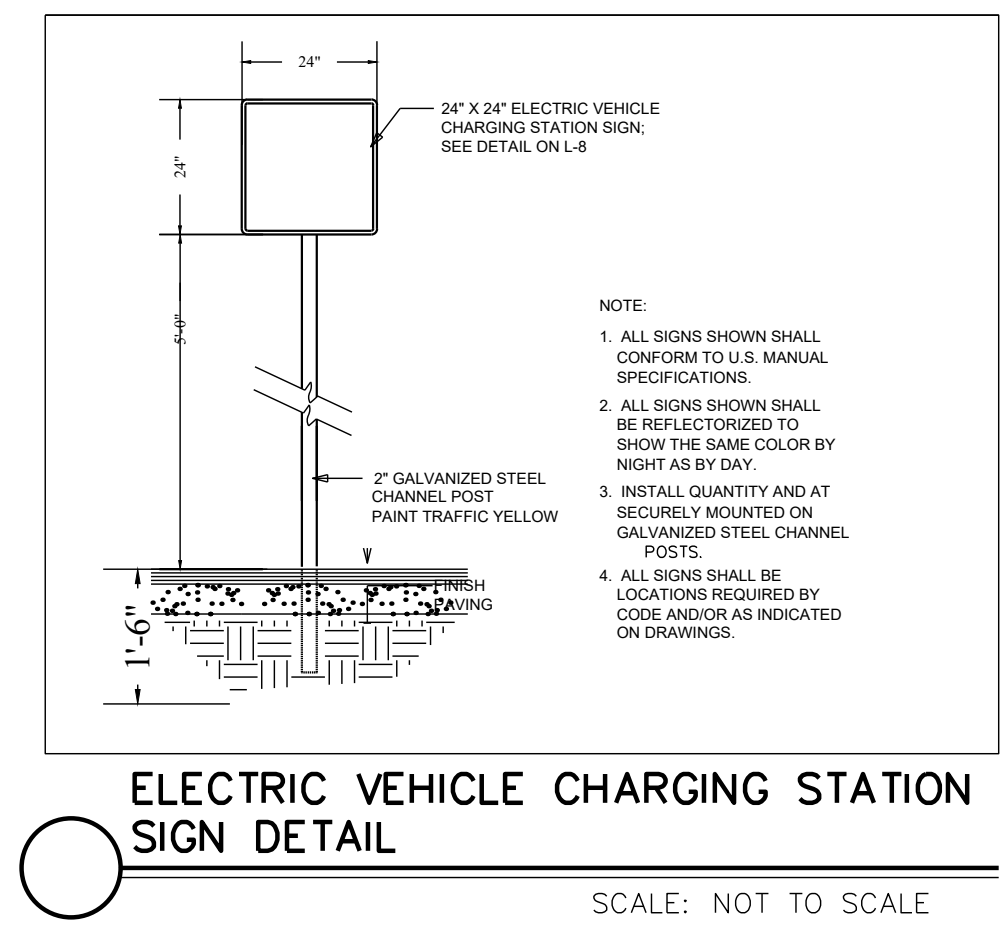 24"
24" X 24" ELECTRIC VEHICLE
CHARGING STATION SIGN;
SEE DETAIL ON L-8
24"
5'-0"
NOTE:
1. ALL SIGNS SHOWN SHALL
CONFORM TO U.S. MANUAL
SPECIFICATIONS.
2. ALL SIGNS SHOWN SHALL
BE REFLECTORIZED TO
SHOW THE SAME COLOR BY
NIGHT AS BY DAY.
3. INSTALL QUANTITY AND AT
SECURELY MOUNTED ON
GALVANIZED STEEL CHANNEL
POSTS.
4. ALL SIGNS SHALL BE
LOCATIONS REQUIRED BY
CODE AND/OR AS INDICATED
ON DRAWINGS.
2" GALVANIZED STEEL
CHANNEL POST
PAINT TRAFFIC YELLOW
FINISH
PAVING
1'-6"
ELECTRIC VEHICLE CHARGING STATION
SIGN DETAIL
SCALE: NOT TO SCALE